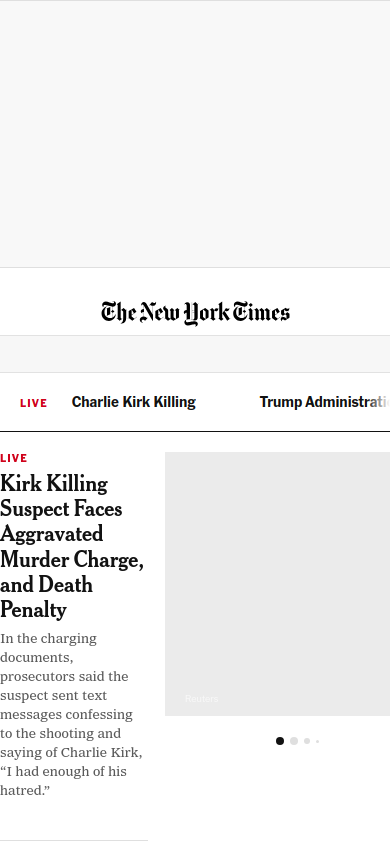 The New York Times
LIVE Charlie Kirk Killing Trump Administrati
LIVE
Kirk Killing
Suspect Faces
Aggravated
Murder Charge,
and Death
Penalty
In the charging
documents,
prosecutors said the
suspect sent text
messages confessing
to the shooting and
saying of Charlie Kirk,
“I had enough of his
hatred.”
Reuters